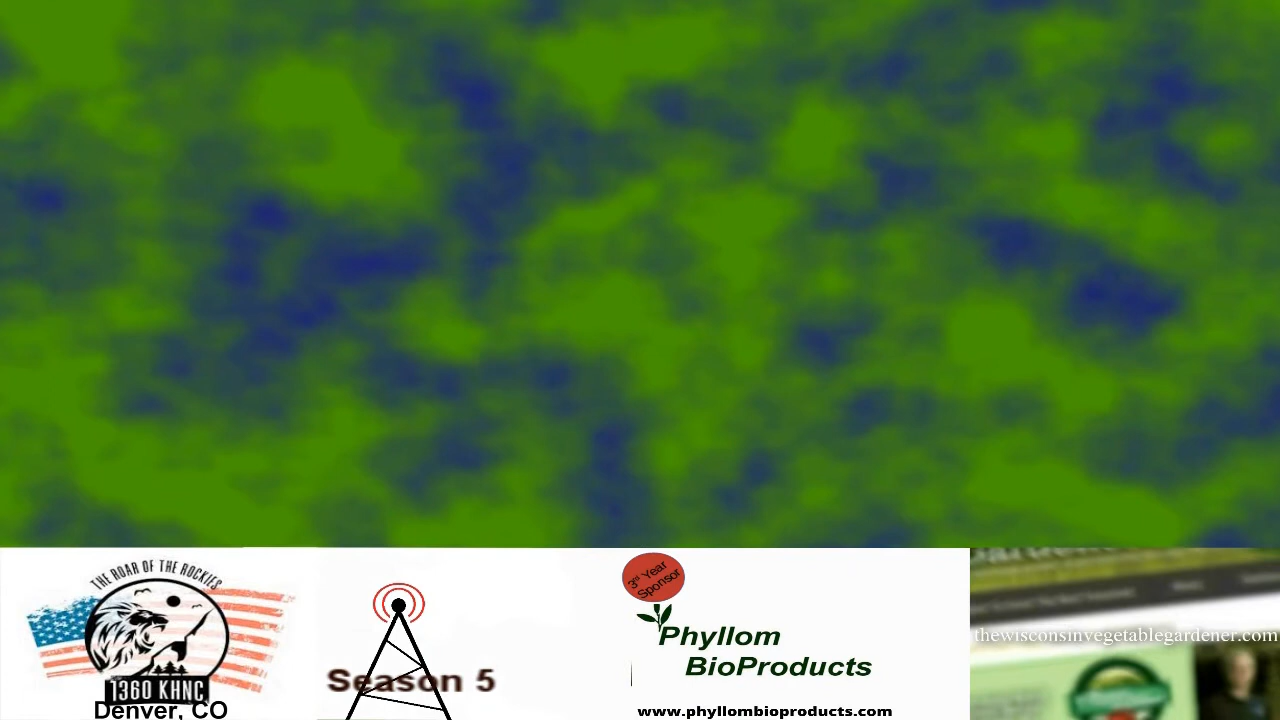 THE ROAR OF THE ROCKIES
1360 KHNC
Denver, CO
Season 5
3rd Year
Sponsor
Phyllom
BioProducts
www.phyllombioproducts.com
thewisconsinvegetablegardener.com